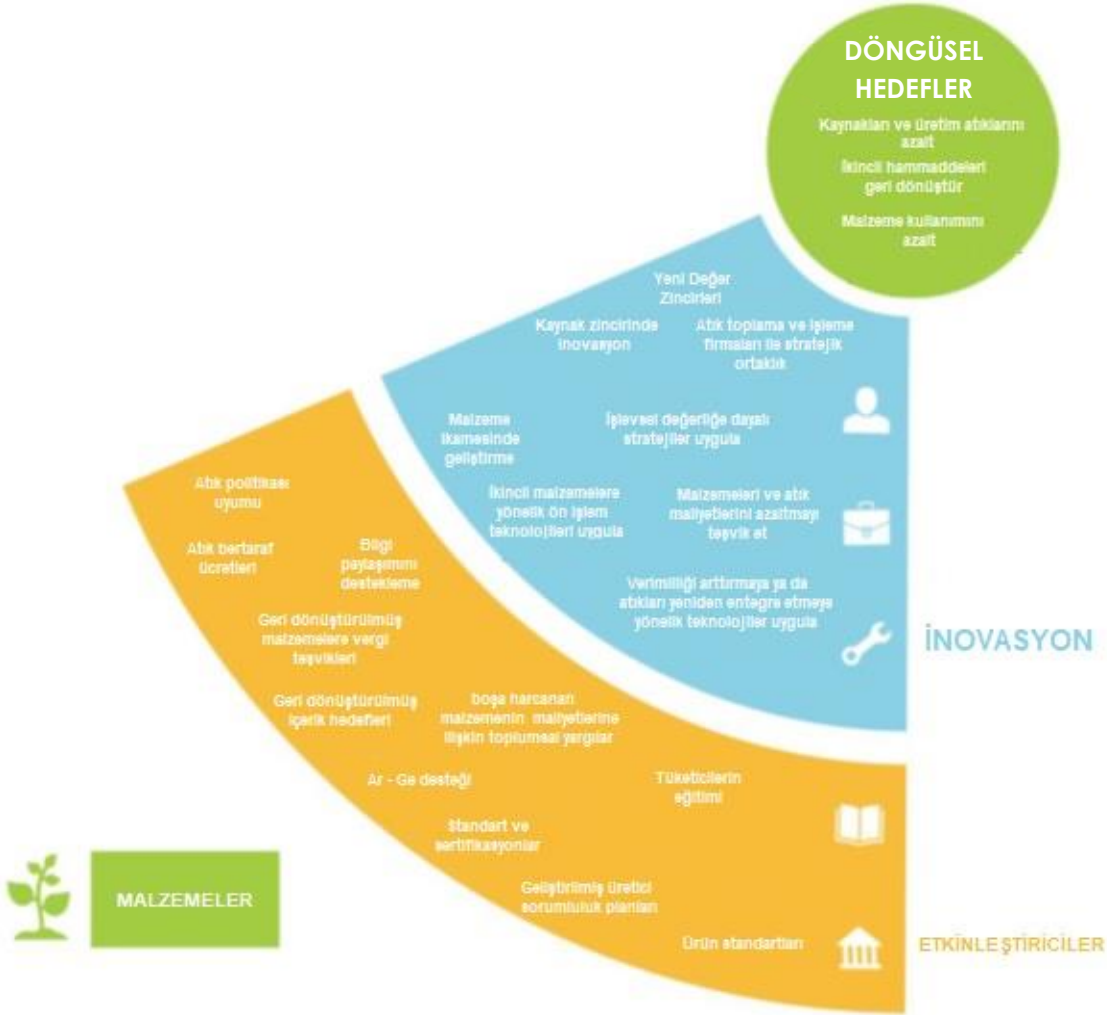 DÖNGÜSEL
HEDEFLER
Kaynakları ve üretim atıklarını
azalt
İkincil hammaddeleri
geri dönüştür
Malzeme kullanımını
azalt
Yeni Değer
Zincirleri
Kaynak zincirinde
inovasyon
Atık toplama ve işleme
firmaları ile stratejik
ortaklık
Malzeme
ikamesinde
geliştirme
İşlevsel değerliğe dayalı
stratejiler uygula
İkincil malzemelere
yönelik ön işlem
teknolojileri uygula
Malzemeleri ve atık
maliyetlerini azaltmayı
teşvik et
Verimliliği arttırmaya ya da
atıkları yeniden entegre etmeye
yönelik teknolojiler uygula
İNOVASYON
Atık politikası
uyumu
Atık bertaraf
ücretleri
Bilgi
paylaşımını
destekleme
Geri dönüştürülmüş
malzemelere vergi
teşvikleri
Geri dönüştürülmüş
içerik hedefleri
boşa harcanan
malzemenin maliyetlerine
ilişkin toplumsal yargılar
Ar - Ge desteği
Tüketicilerin
eğitimi
Standart ve
sertifikasyonlar
Geliştirilmiş üretici
sorumluluk planları
Ürün standartları
ETKİNLEŞTİRİCİLER
MALZEMELER